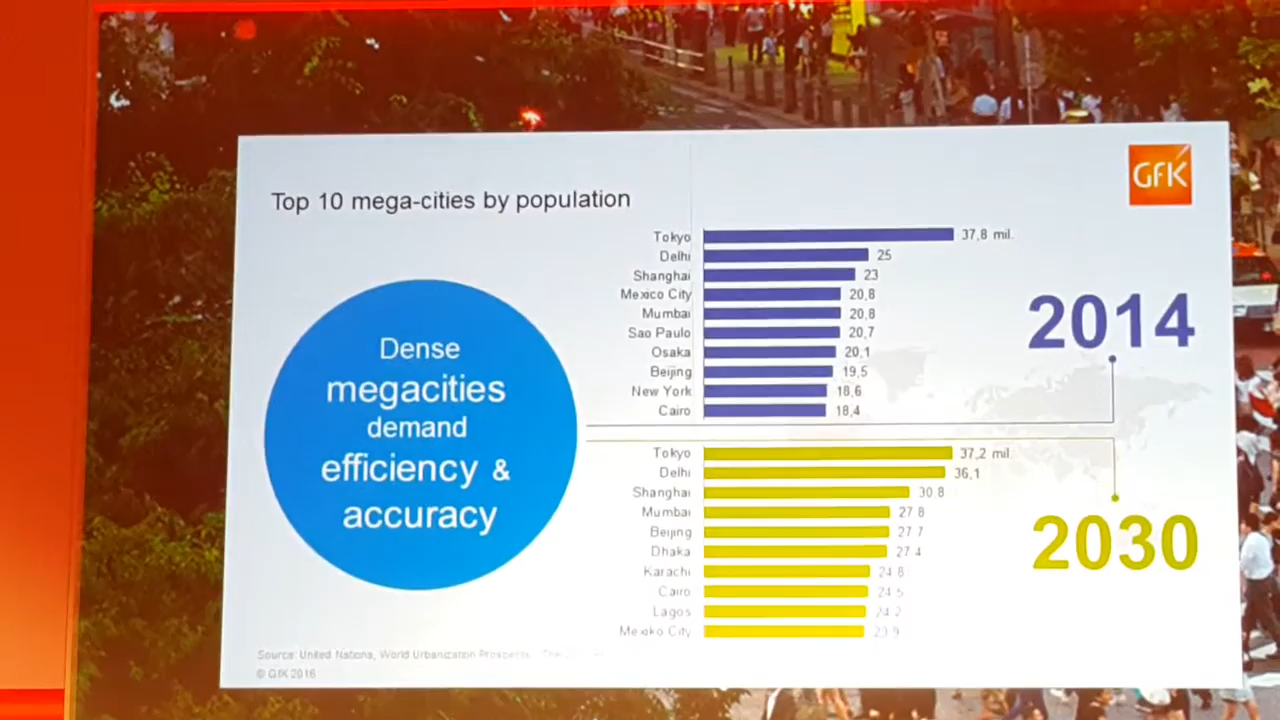 Top 10 mega-cities by population
GfK
Dense
megacities
demand
efficiency &
accuracy
Tokyo 37,8 mil.
Delhi 25
Shanghai 23
Mexico City 20,8
Mumbai 20,8
Sao Paulo 20,7
Osaka 20,1
Beijing 19,5
New York 18,6
Cairo 18,4
2014
Tokyo 37,2 mil.
Delhi 36,1
Shanghai 30,8
Mumbai 27,8
Beijing 27,7
Dhaka 27,4
Karachi 24,8
Cairo 24,5
Lagos 24,2
Mexiko City 23,9
2030
Source: United Nations, World Urbanization Prospects: The
© GfK 2016